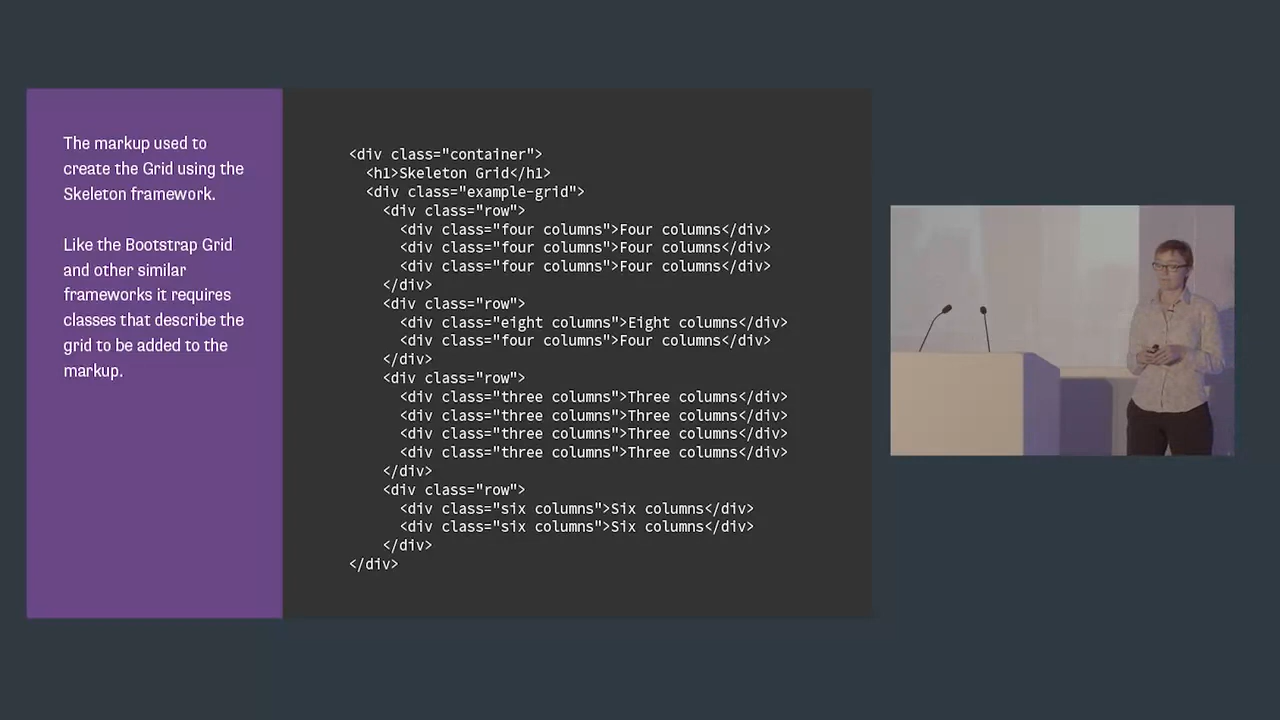 The markup used to
create the Grid using the
Skeleton framework.
Like the Bootstrap Grid
and other similar
frameworks it requires
classes that describe the
grid to be added to the
markup.
<div class="container">
<h1>Skeleton Grid</h1>
<div class="example-grid">
<div class="row">
<div class="four columns">Four columns</div>
<div class="four columns">Four columns</div>
<div class="four columns">Four columns</div>
</div>
<div class="row">
<div class="eight columns">Eight columns</div>
<div class="four columns">Four columns</div>
</div>
<div class="row">
<div class="three columns">Three columns</div>
<div class="three columns">Three columns</div>
<div class="three columns">Three columns</div>
<div class="three columns">Three columns</div>
</div>
<div class="row">
<div class="six columns">Six columns</div>
<div class="six columns">Six columns</div>
</div>
</div>